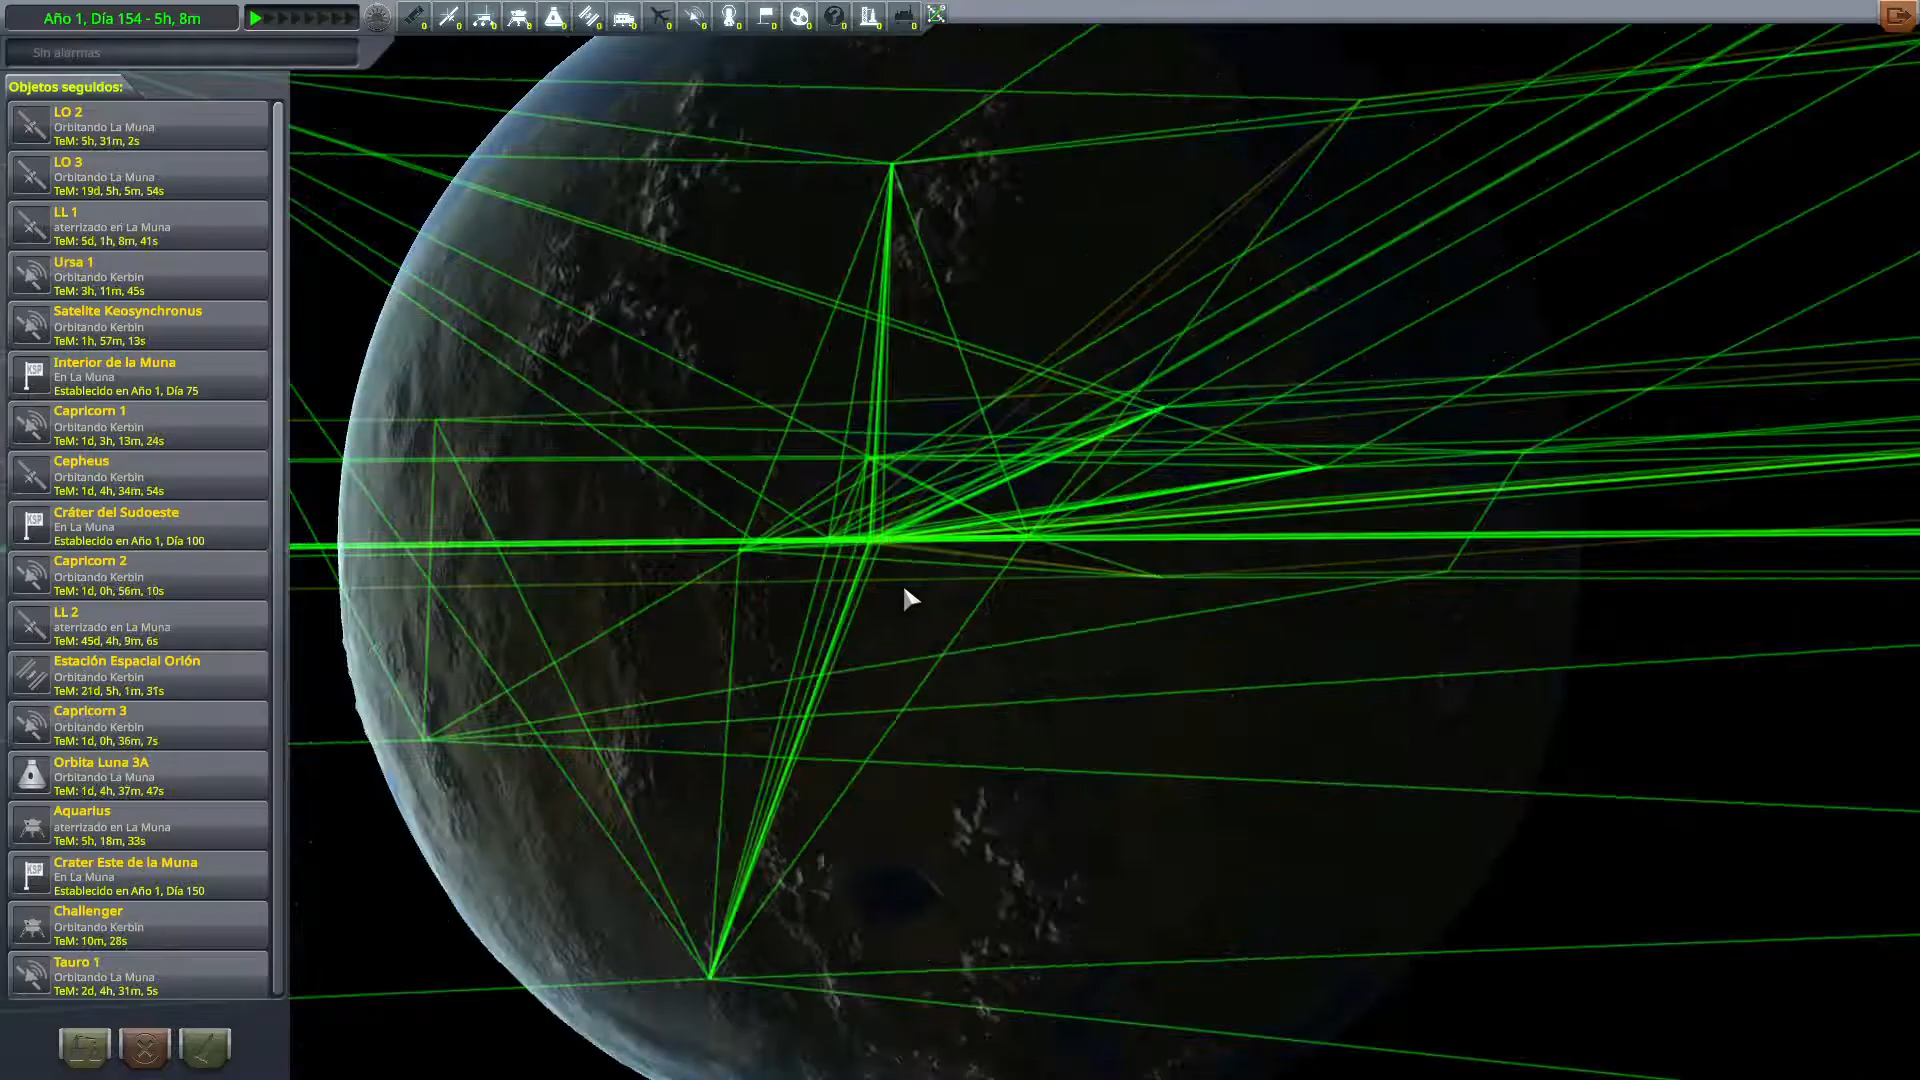 Año 1, Día 154 - 5h, 8m
Sin alarmas
Objetos seguidos:
LO 2
Orbitando La Muna
TeM: 5h, 31m, 2s
LO 3
Orbitando La Muna
TeM: 19d, 5h, 5m, 54s
LL 1
aterrizado en La Muna
TeM: 5d, 1h, 8m, 41s
Ursa 1
Orbitando Kerbin
TeM: 3h, 11m, 45s
Satelite Keosynchronus
Orbitando Kerbin
TeM: 1h, 57m, 13s
KSP
Interior de la Muna
En La Muna
Establecido en Año 1, Día 75
Capricorn 1
Orbitando Kerbin
TeM: 1d, 3h, 13m, 24s
Cepheus
Orbitando Kerbin
TeM: 1d, 4h, 34m, 54s
KSP
Cráter del Sudoeste
En La Muna
Establecido en Año 1, Día 100
Capricorn 2
Orbitando Kerbin
TeM: 1d, 0h, 56m, 10s
LL 2
aterrizado en La Muna
TeM: 45d, 4h, 9m, 6s
Estación Espacial Orión
Orbitando Kerbin
TeM: 21d, 5h, 1m, 31s
Capricorn 3
Orbitando Kerbin
TeM: 1d, 0h, 36m, 7s
Orbita Luna 3A
Orbitando La Muna
TeM: 1d, 4h, 37m, 47s
Aquarius
aterrizado en La Muna
TeM: 5h, 18m, 33s
KSP
Crater Este de la Muna
En La Muna
Establecido en Año 1, Día 150
Challenger
Orbitando Kerbin
TeM: 10m, 28s
Tauro 1
Orbitando La Muna
TeM: 2d, 4h, 31m, 5s